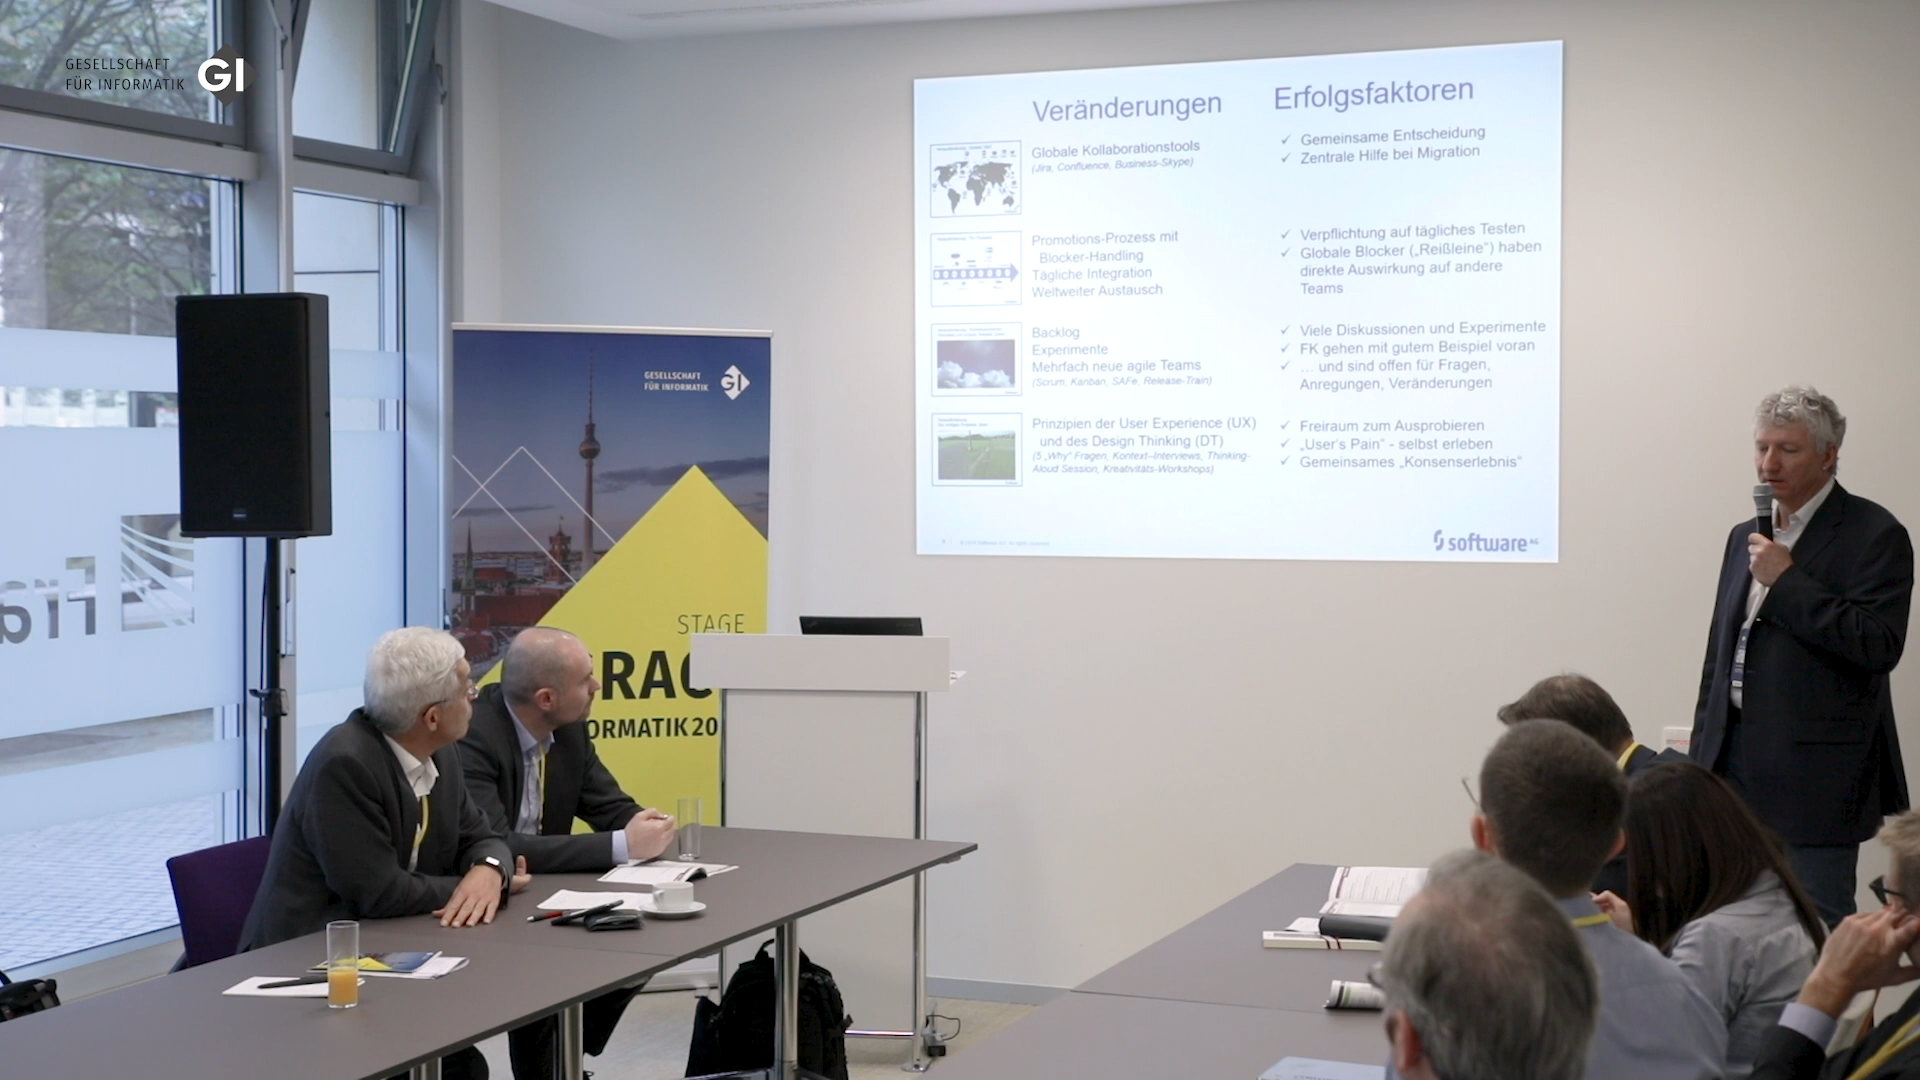 GESELLSCHAFT
FÜR INFORMATIK
GI
Veränderungen
Erfolgsfaktoren
Globale Kollaborationstools
(Jira, Confluence, Business-Skype)
✓ Gemeinsame Entscheidung
✓ Zentrale Hilfe bei Migration
Promotions-Prozess mit
Blocker-Handling
Tägliche Integration
Weltweiter Austausch
✓ Verpflichtung auf tägliches Testen
✓ Globale Blocker („Reißleine“) haben
direkte Auswirkung auf andere
Teams
Backlog
Experimente
Mehrfach neue agile Teams
(Scrum, Kanban, SAFe, Release-Train)
✓ Viele Diskussionen und Experimente
✓ FK gehen mit gutem Beispiel voran
✓ … und sind offen für Fragen,
Anregungen, Veränderungen
Prinzipien der User Experience (UX)
und des Design Thinking (DT)
(5 „Why“ Fragen, Kontext–Interviews, Thinking-
Aloud Session, Kreativitäts-Workshops)
✓ Freiraum zum Ausprobieren
✓ „User's Pain“ - selbst erleben
✓ Gemeinsames „Konsenserlebnis“
software AG
GESELLSCHAFT
FÜR INFORMATIK
GI
STAGE
RAC
ORMATIK 20
Fra